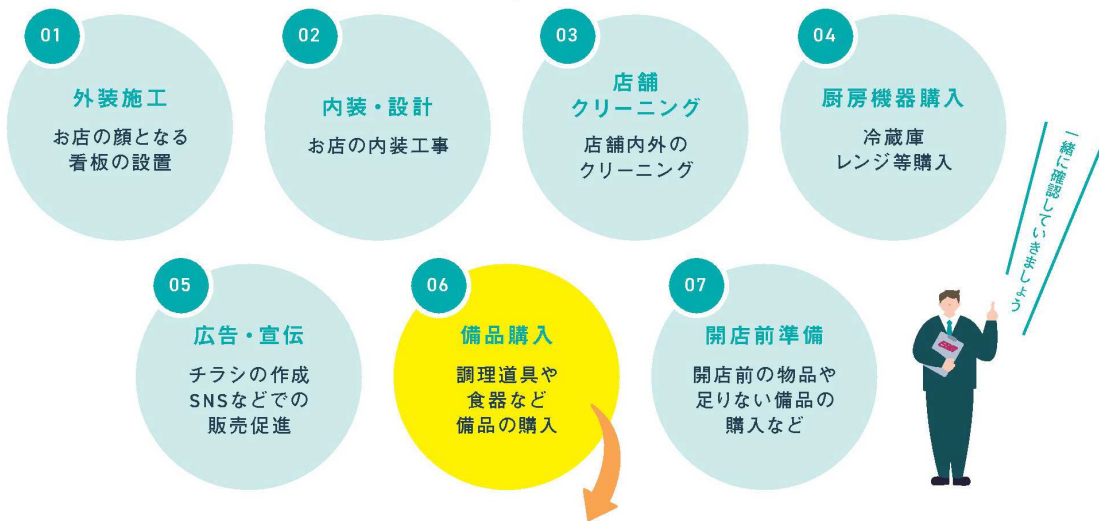 01
外装施工
お店の顔となる
看板の設置
02
内装・設計
お店の内装工事
03
店舗
クリーニング
店舗内外の
クリーニング
04
厨房機器購入
冷蔵庫
レンジ等購入
一緒に確認していきましょう
05
広告・宣伝
チラシの作成
SNSなどでの
販売促進
06
備品購入
調理道具や
食器など
備品の購入
07
開店前準備
開店前の物品や
足りない備品の
購入など